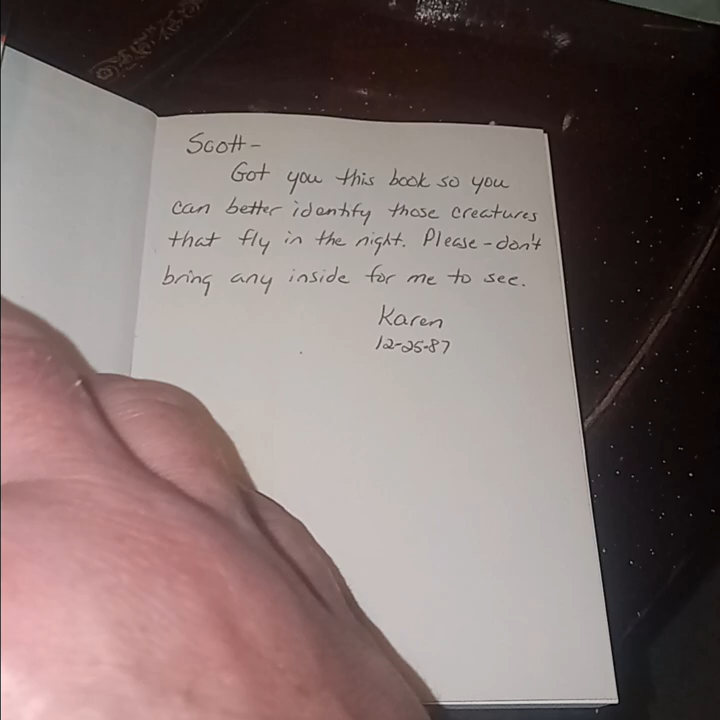 Scott-
Got you this book so you
can better identify those creatures
that fly in the night. Please-don't
bring any inside for me to see.
Karen
12-25-87